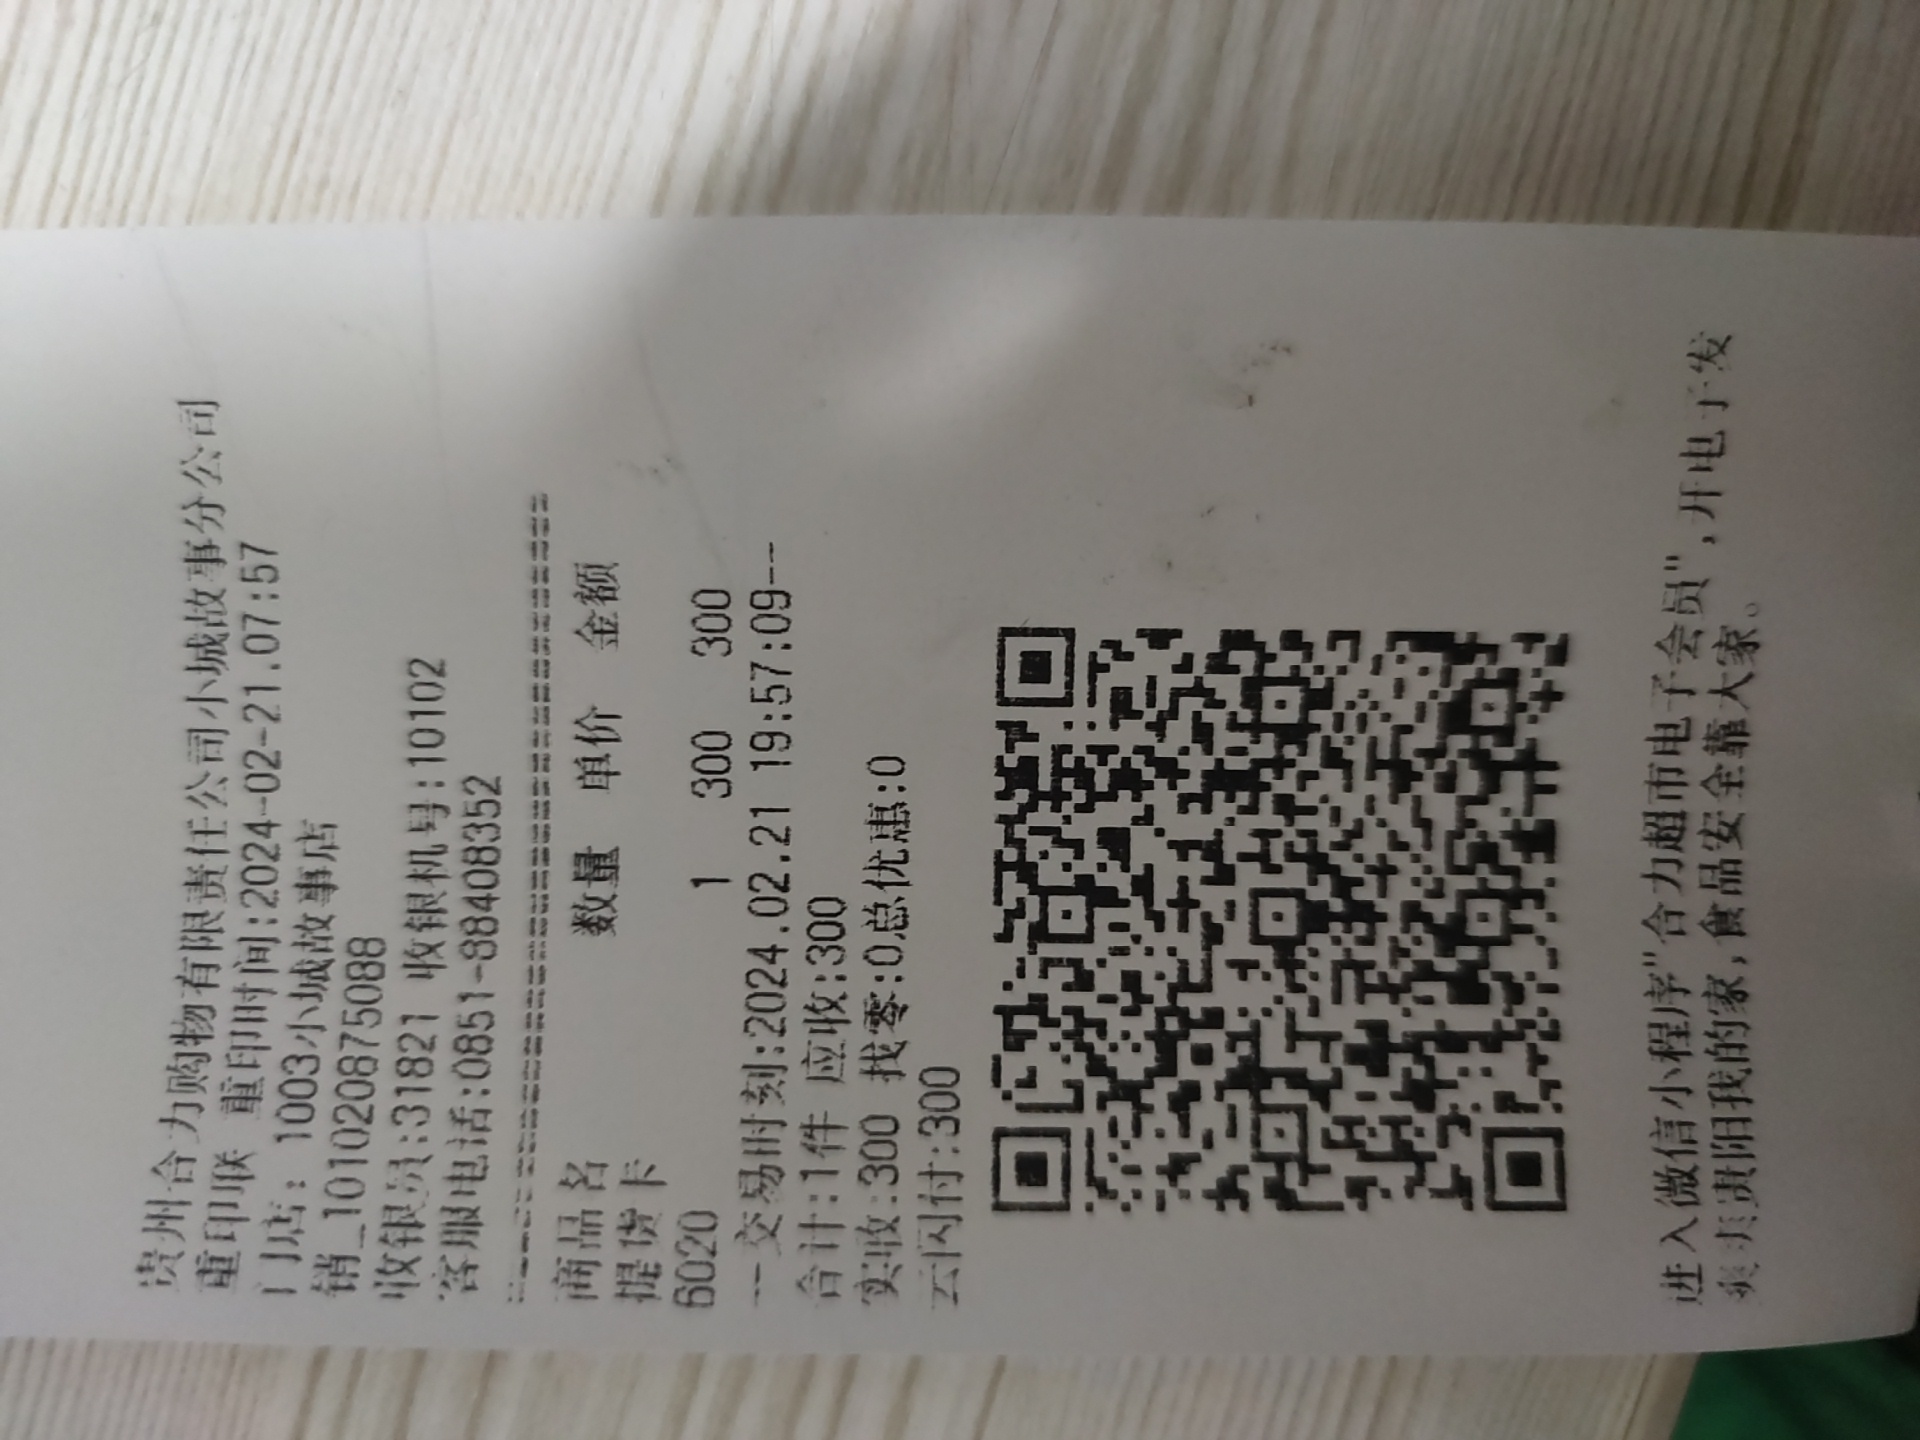 贵州合力购物有限责任公司小城故事分公司
重印联 重印时间:2024-02-21.07:57
门店: 1003小城故事店
销_101020875088
收银员:31821 收银机号:10102
客服电话:0851-88408352
商品名 数量 单价 金额
提货卡
6020 1 300 300
--交易时刻:2024.02.21 19:57:09--
合计:1件 应收:300
实收:300 找零:0总优惠:0
云闪付:300
进入微信小程序"合力超市电子会员",开电子发
爽爽贵阳我的家,食品安全靠大家。